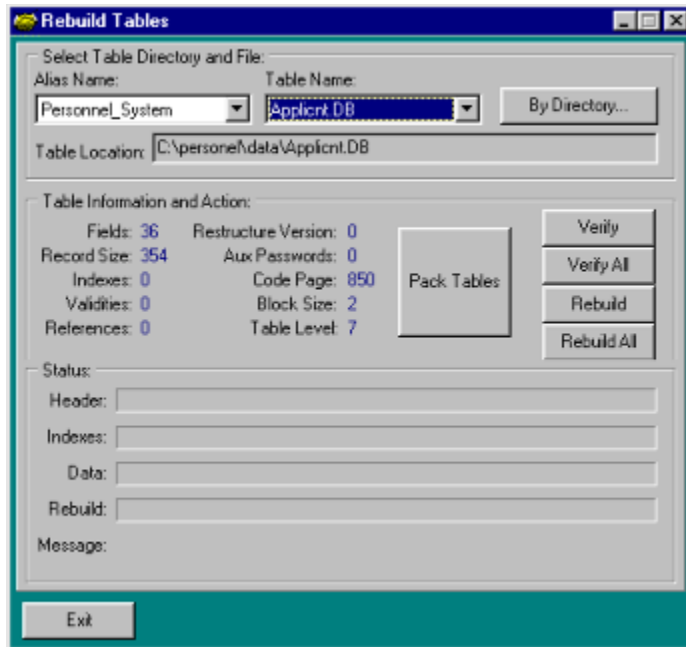 Rebuild Tables
Select Table Directory and File:
Alias Name: Table Name:
Personnel_System Applicnt.DB By Directory...
Table Location: C:\personel\data\Applicnt.DB
Table Information and Action:
Fields: 36 Restructure Version: 0 Verify
Record Size: 354 Aux Passwords: 0 Verify All
Indexes: 0 Code Page: 850 Pack Tables
Validities: 0 Block Size: 2 Rebuild
References: 0 Table Level: 7 Rebuild All
Status:
Header:
Indexes:
Data:
Rebuild:
Message:
Exit